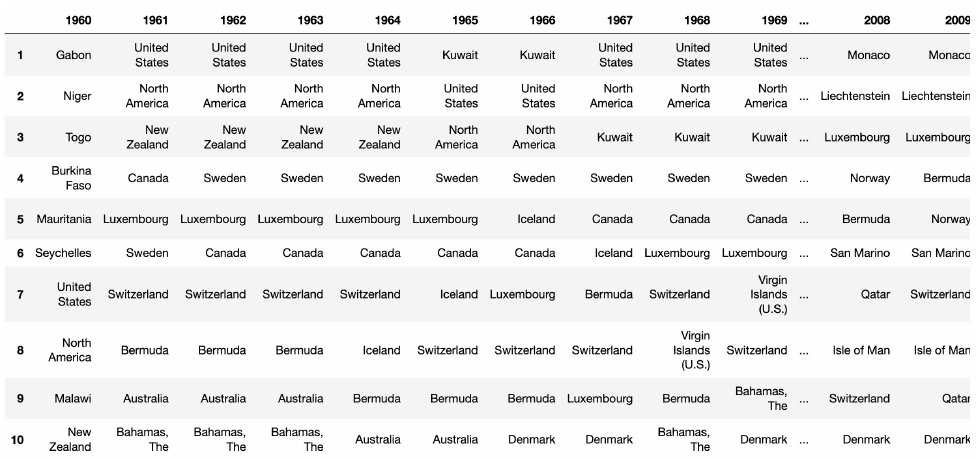 1960 1961 1962 1963 1964 1965 1966 1967 1968 1969 ... 2008 2009
1 Gabon United States United States United States United States Kuwait Kuwait United States United States United States ... Monaco Monaco
2 Niger North America North America North America North America United States United States North America North America North America ... Liechtenstein Liechtenstein
3 Togo New Zealand New Zealand New Zealand New Zealand North America North America Kuwait Kuwait Kuwait ... Luxembourg Luxembourg
4 Burkina Faso Canada Sweden Sweden Sweden Sweden Sweden Sweden Sweden Sweden ... Norway Bermuda
5 Mauritania Luxembourg Luxembourg Luxembourg Luxembourg Luxembourg Iceland Canada Canada Canada ... Bermuda Norway
6 Seychelles Sweden Canada Canada Canada Canada Canada Iceland Luxembourg Luxembourg ... San Marino San Marino
7 United States Switzerland Switzerland Switzerland Switzerland Iceland Luxembourg Bermuda Switzerland Virgin Islands (U.S.) ... Qatar Switzerland
8 North America Bermuda Bermuda Bermuda Iceland Switzerland Switzerland Switzerland Virgin Islands (U.S.) Switzerland ... Isle of Man Isle of Man
9 Malawi Australia Australia Australia Bermuda Bermuda Bermuda Luxembourg Bermuda Bahamas, The ... Switzerland Qatar
10 New Zealand Bahamas, The Bahamas, The Bahamas, The Australia Australia Denmark Denmark Bahamas, The Denmark ... Denmark Denmark